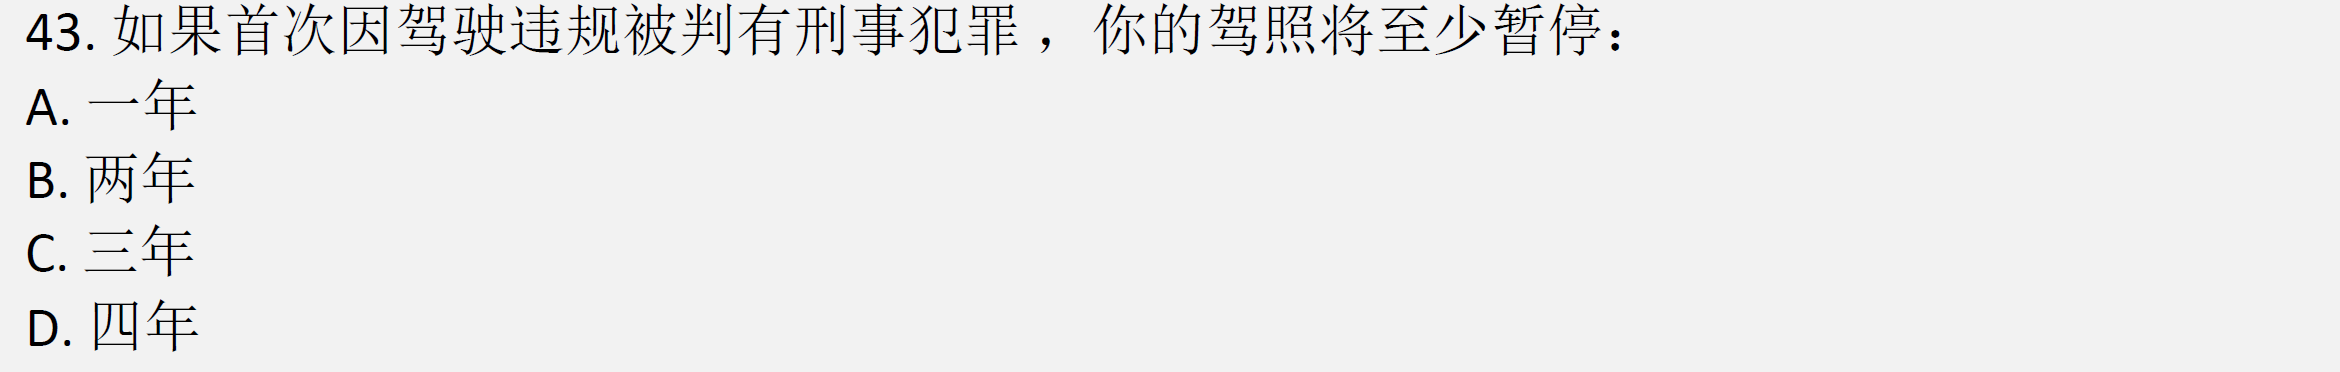 43. 如果首次因驾驶违规被判有刑事犯罪，你的驾照将至少暂停：
A. 一年
B. 两年
C. 三年
D. 四年